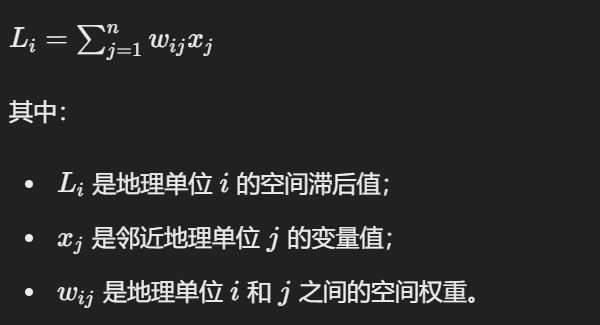 L_i = ∑_{j=1}^{n} w_{ij} x_j
其中：
• L_i 是地理单位 i 的空间滞后值；
• x_j 是邻近地理单位 j 的变量值；
• w_{ij} 是地理单位 i 和 j 之间的空间权重。